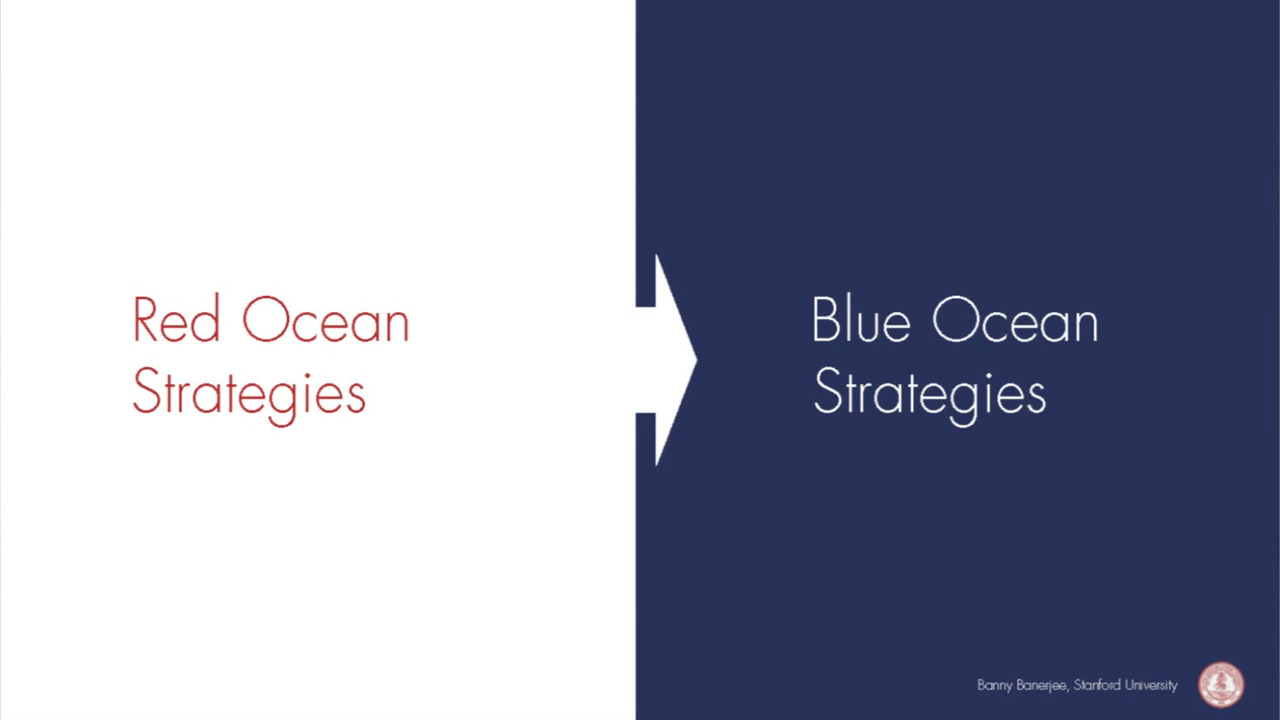 Red Ocean
Strategies
Blue Ocean
Strategies
Banny Banerjee, Stanford University